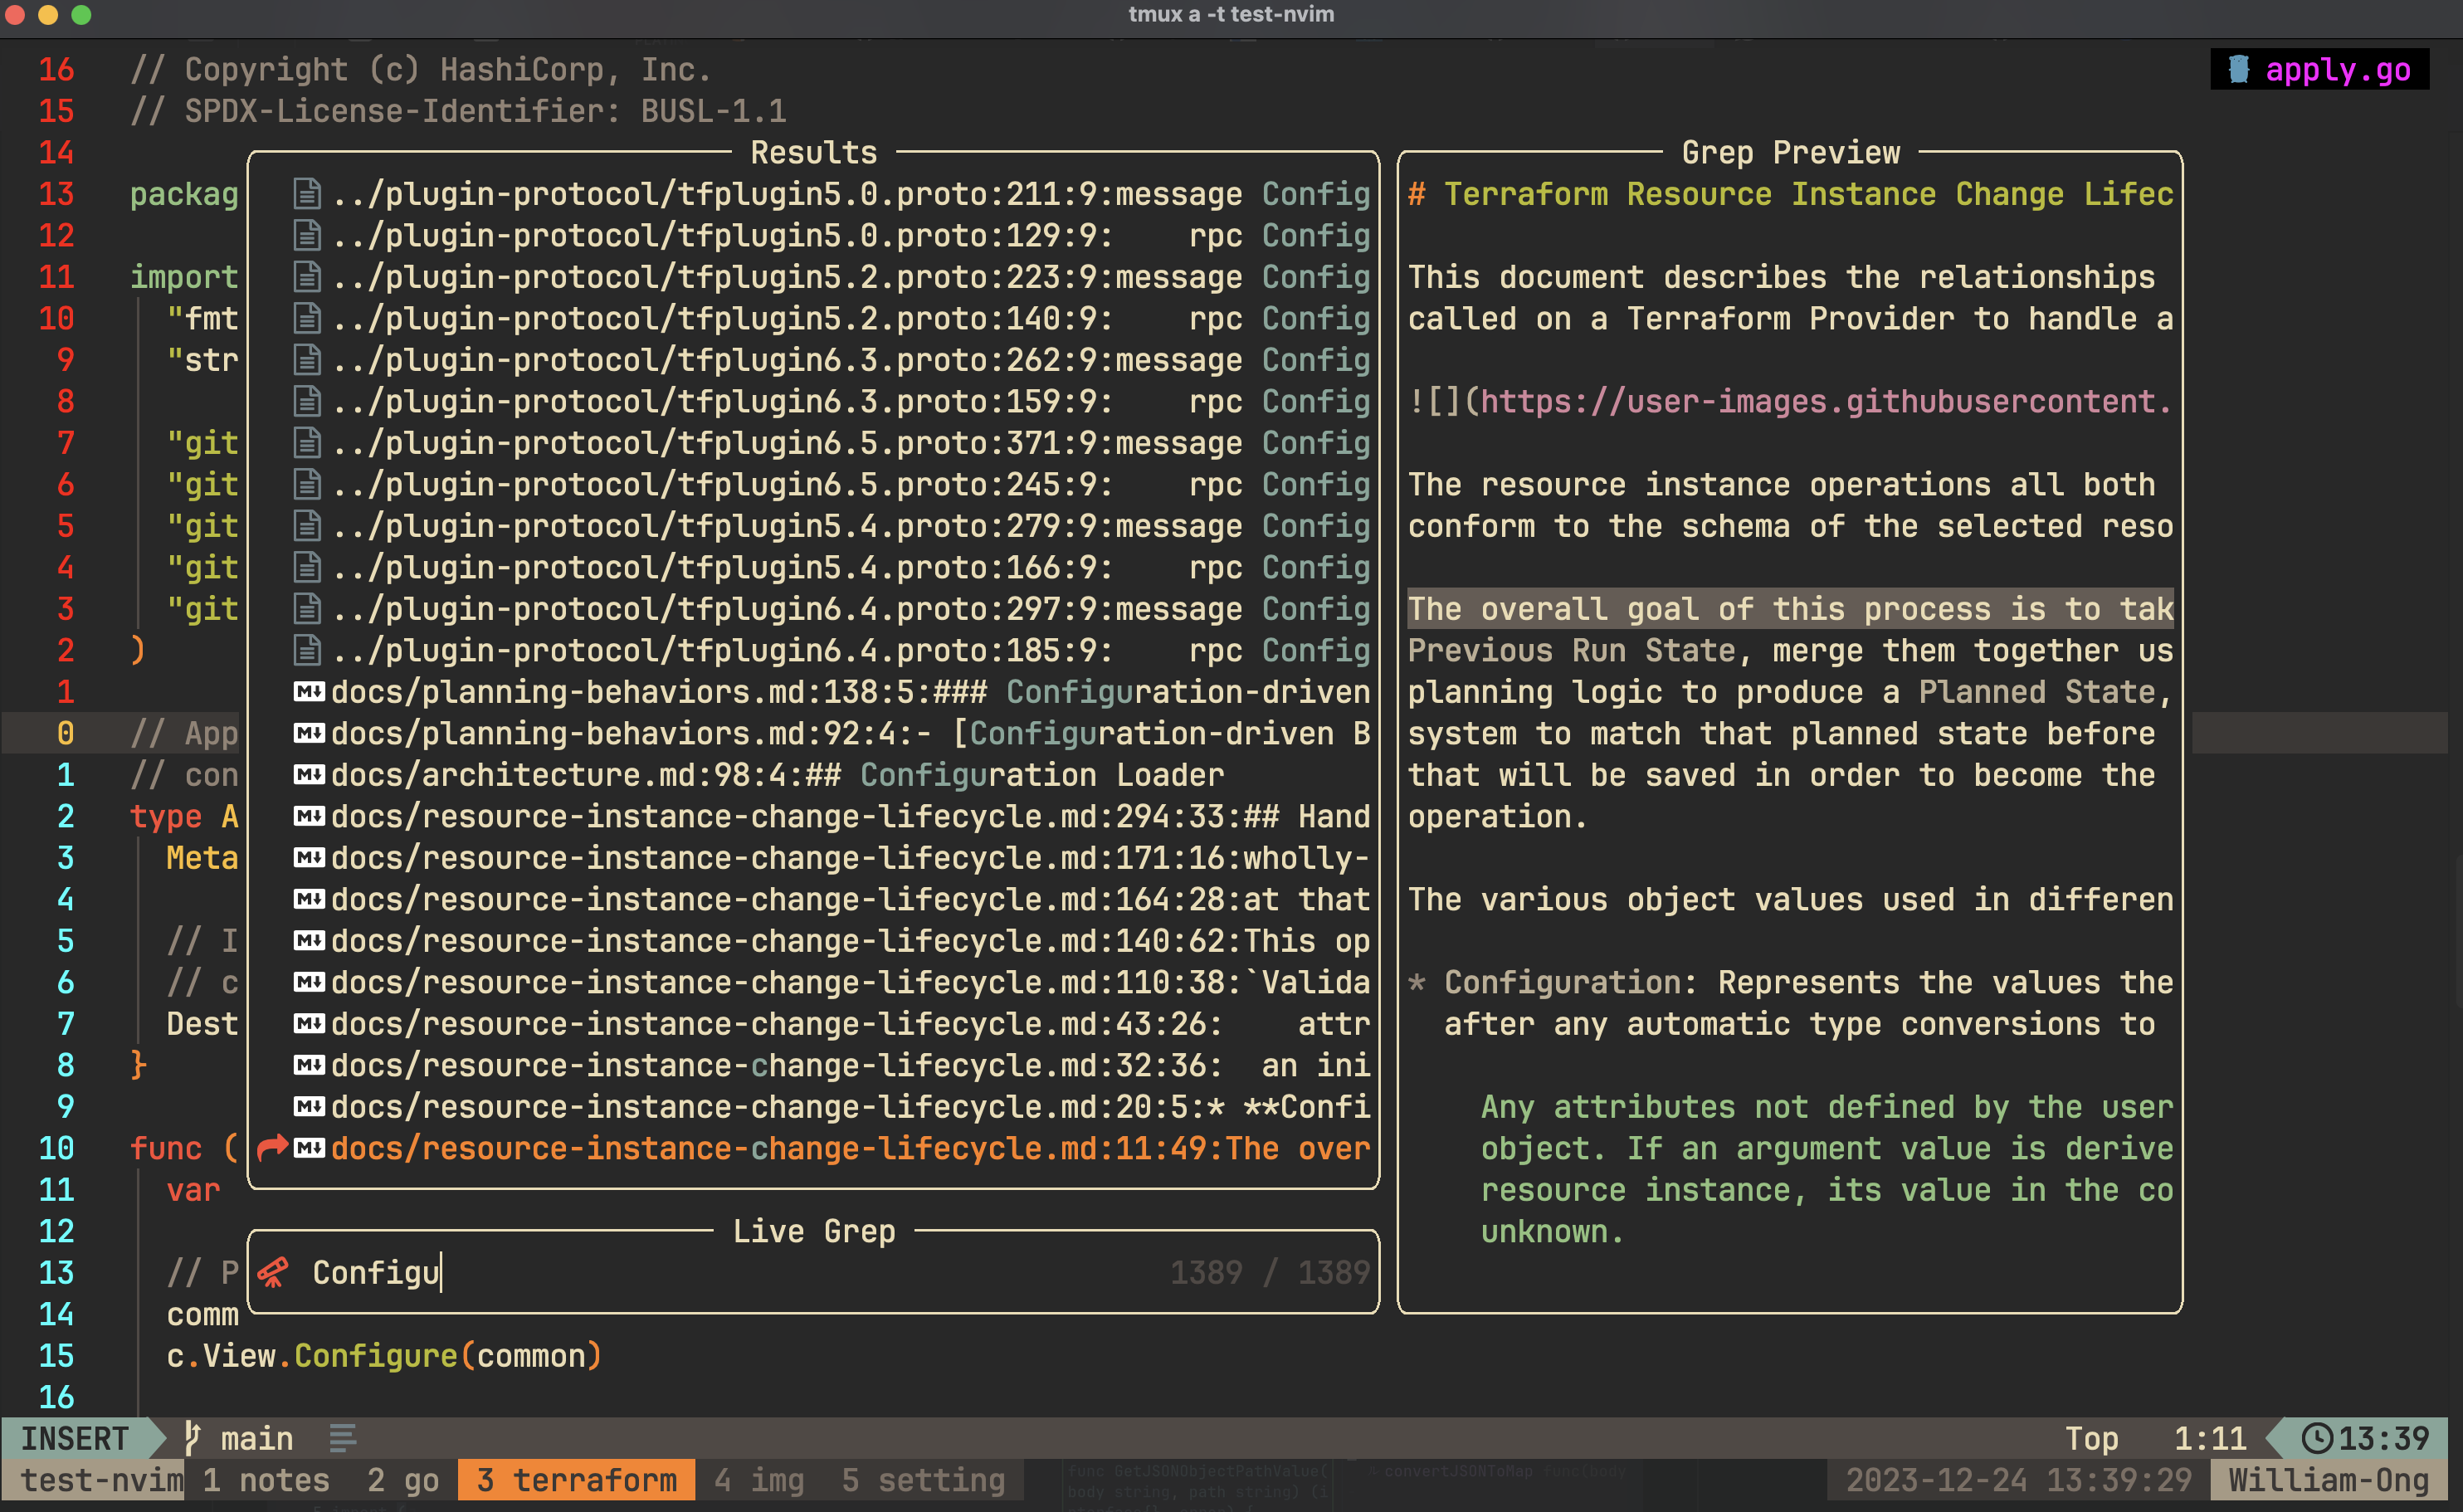 tmux a -t test-nvim
16 // Copyright (c) HashiCorp, Inc.
apply.go
15 // SPDX-License-Identifier: BUSL-1.1
14
13 packag
12
11 import
10 "fmt
9 "str
8
7 "git
6 "git
5 "git
4 "git
3 "git
2 )
1
0 // App
1 // con
2 type A
3 Meta
4
5 // I
6 // c
7 Dest
8 }
9
10 func (
11 var
12
13 // P
14 comm
15 c.View.Configure(common)
16
Results
../plugin-protocol/tfplugin5.0.proto:211:9:message Config
../plugin-protocol/tfplugin5.0.proto:129:9:    rpc Config
../plugin-protocol/tfplugin5.2.proto:223:9:message Config
../plugin-protocol/tfplugin5.2.proto:140:9:    rpc Config
../plugin-protocol/tfplugin6.3.proto:262:9:message Config
../plugin-protocol/tfplugin6.3.proto:159:9:    rpc Config
../plugin-protocol/tfplugin6.5.proto:371:9:message Config
../plugin-protocol/tfplugin6.5.proto:245:9:    rpc Config
../plugin-protocol/tfplugin5.4.proto:279:9:message Config
../plugin-protocol/tfplugin5.4.proto:166:9:    rpc Config
../plugin-protocol/tfplugin6.4.proto:297:9:message Config
../plugin-protocol/tfplugin6.4.proto:185:9:    rpc Config
docs/planning-behaviors.md:138:5:### Configuration-driven
docs/planning-behaviors.md:92:4:- [Configuration-driven B
docs/architecture.md:98:4:## Configuration Loader
docs/resource-instance-change-lifecycle.md:294:33:## Hand
docs/resource-instance-change-lifecycle.md:171:16:wholly-
docs/resource-instance-change-lifecycle.md:164:28:at that
docs/resource-instance-change-lifecycle.md:140:62:This op
docs/resource-instance-change-lifecycle.md:110:38:`Valida
docs/resource-instance-change-lifecycle.md:43:26:    attr
docs/resource-instance-change-lifecycle.md:32:36:  an ini
docs/resource-instance-change-lifecycle.md:20:5:* **Confi
docs/resource-instance-change-lifecycle.md:11:49:The over
Live Grep
Configu
1389 / 1389
Grep Preview
# Terraform Resource Instance Change Lifec
This document describes the relationships
called on a Terraform Provider to handle a
![](https://user-images.githubusercontent.
The resource instance operations all both
conform to the schema of the selected reso
The overall goal of this process is to tak
Previous Run State, merge them together us
planning logic to produce a Planned State,
system to match that planned state before
that will be saved in order to become the
operation.
The various object values used in differen
* Configuration: Represents the values the
after any automatic type conversions to
Any attributes not defined by the user
object. If an argument value is derive
resource instance, its value in the co
unknown.
INSERT main Top 1:11 13:39
test-nvim 1 notes 2 go 3 terraform 4 img 5 setting 2023-12-24 13:39:29 William-Ong
func GetJSONObjectPathValue(
convertJSONToMap func(body
body string, path string) (i